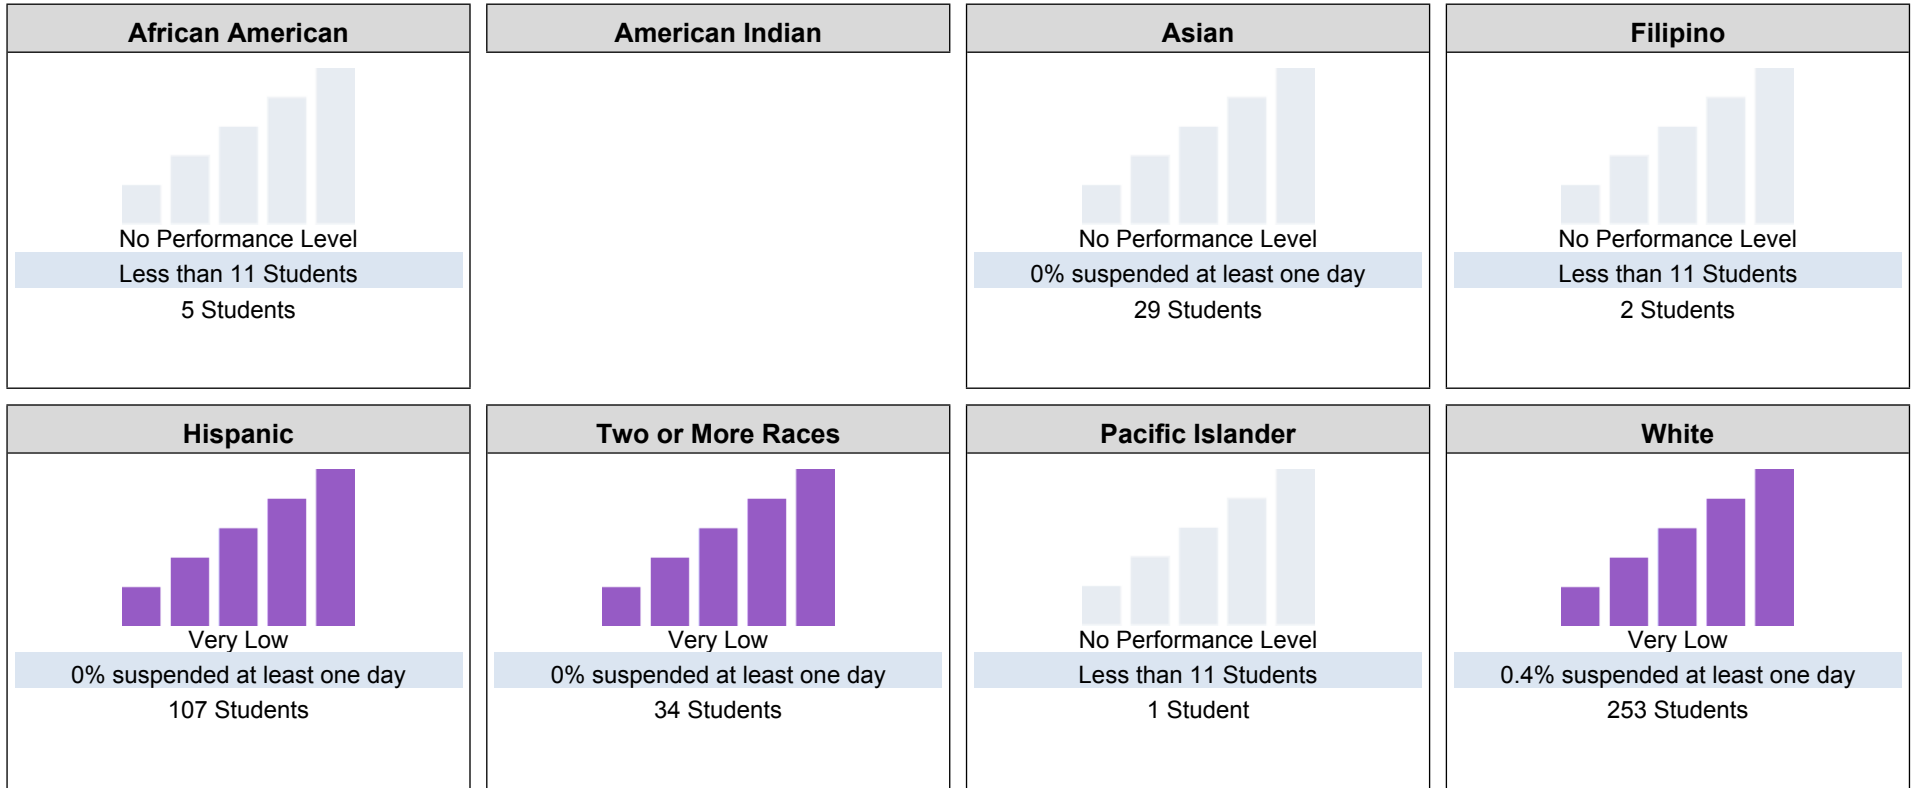 African American
No Performance Level
Less than 11 Students
5 Students
American Indian
Asian
No Performance Level
0% suspended at least one day
29 Students
Filipino
No Performance Level
Less than 11 Students
2 Students
Hispanic
Very Low
0% suspended at least one day
107 Students
Two or More Races
Very Low
0% suspended at least one day
34 Students
Pacific Islander
No Performance Level
Less than 11 Students
1 Student
White
Very Low
0.4% suspended at least one day
253 Students